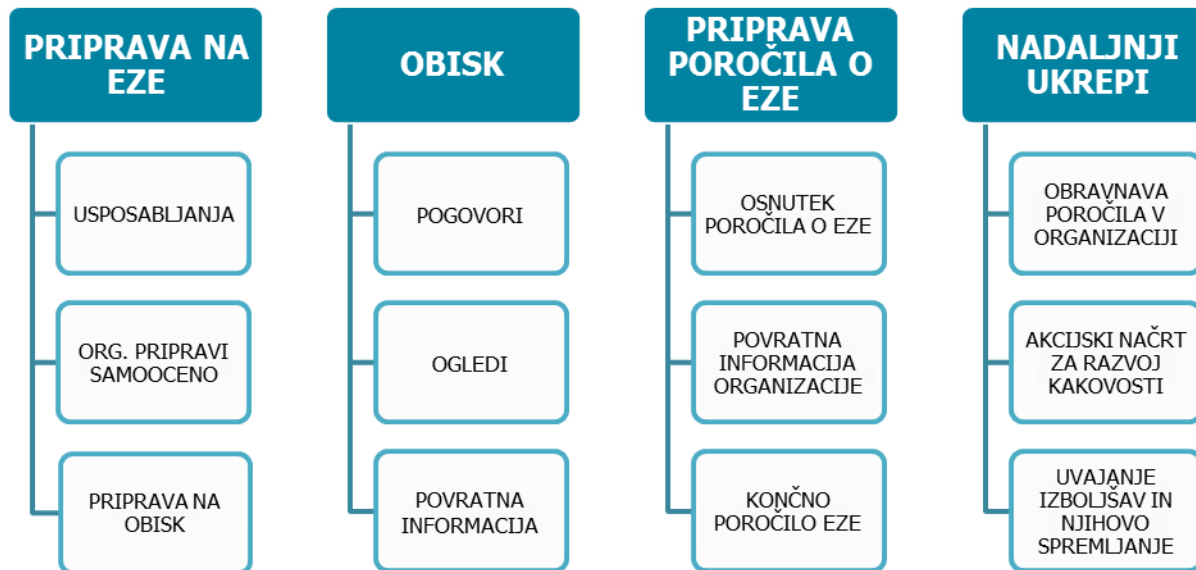 PRIPRAVA NA
EZE
USPOSABLJANJA
ORG. PRIPRAVI
SAMOOCENO
PRIPRAVA NA
OBISK
OBISK
POGOVORI
OGLEDI
POVRATNA
INFORMACIJA
PRIPRAVA
POROČILA O
EZE
OSNUTEK
POROČILA O EZE
POVRATNA
INFORMACIJA
ORGANIZACIJE
KONČNO
POROČILO EZE
NADALJNJI
UKREPI
OBRAVNAVA
POROČILA V
ORGANIZACIJI
AKCIJSKI NAČRT
ZA RAZVOJ
KAKOVOSTI
UVAJANJE
IZBOLJŠAV IN
NJIHOVO
SPREMLJANJE